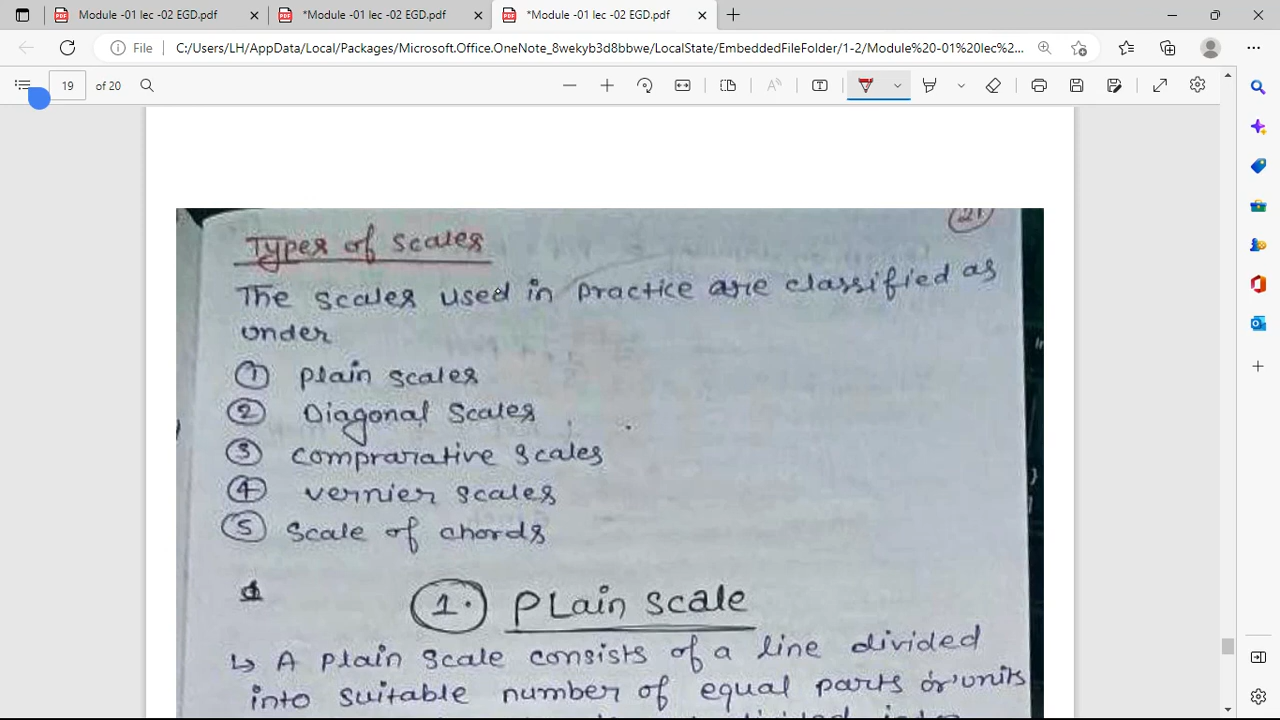 Module -01 lec -02 EGD.pdf
*Module -01 lec -02 EGD.pdf
*Module -01 lec -02 EGD.pdf
File
C:/Users/LH/AppData/Local/Packages/Microsoft.Office.OneNote_8wekyb3d8bbwe/LocalState/EmbeddedFileFolder/1-2/Module%20-01%20lec%2...
19 of 20
21
Types of scales
The scales used in practice are classified as
under
1 plain scales
2 Diagonal scales
3 comprarative scales
4 vernier scales
5 scale of chords
1. PLain scale
↳ A plain scale consists of a line divided
into suitable number of equal parts or units